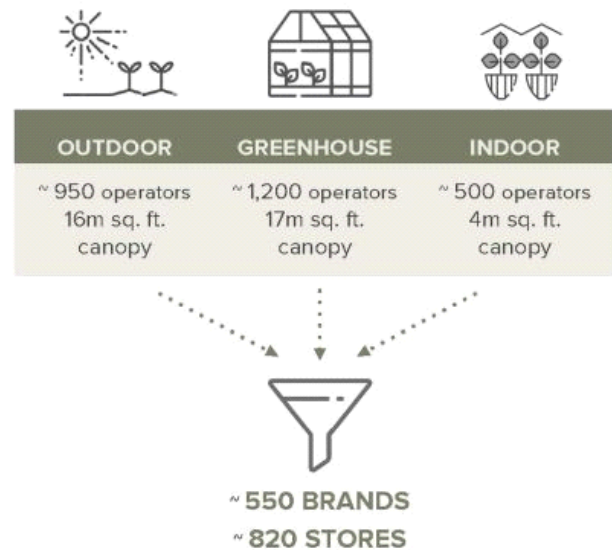 OUTDOOR GREENHOUSE INDOOR
~ 950 operators ~ 1,200 operators ~ 500 operators
16m sq. ft. 17m sq. ft. 4m sq. ft.
canopy canopy canopy
~ 550 BRANDS
~ 820 STORES